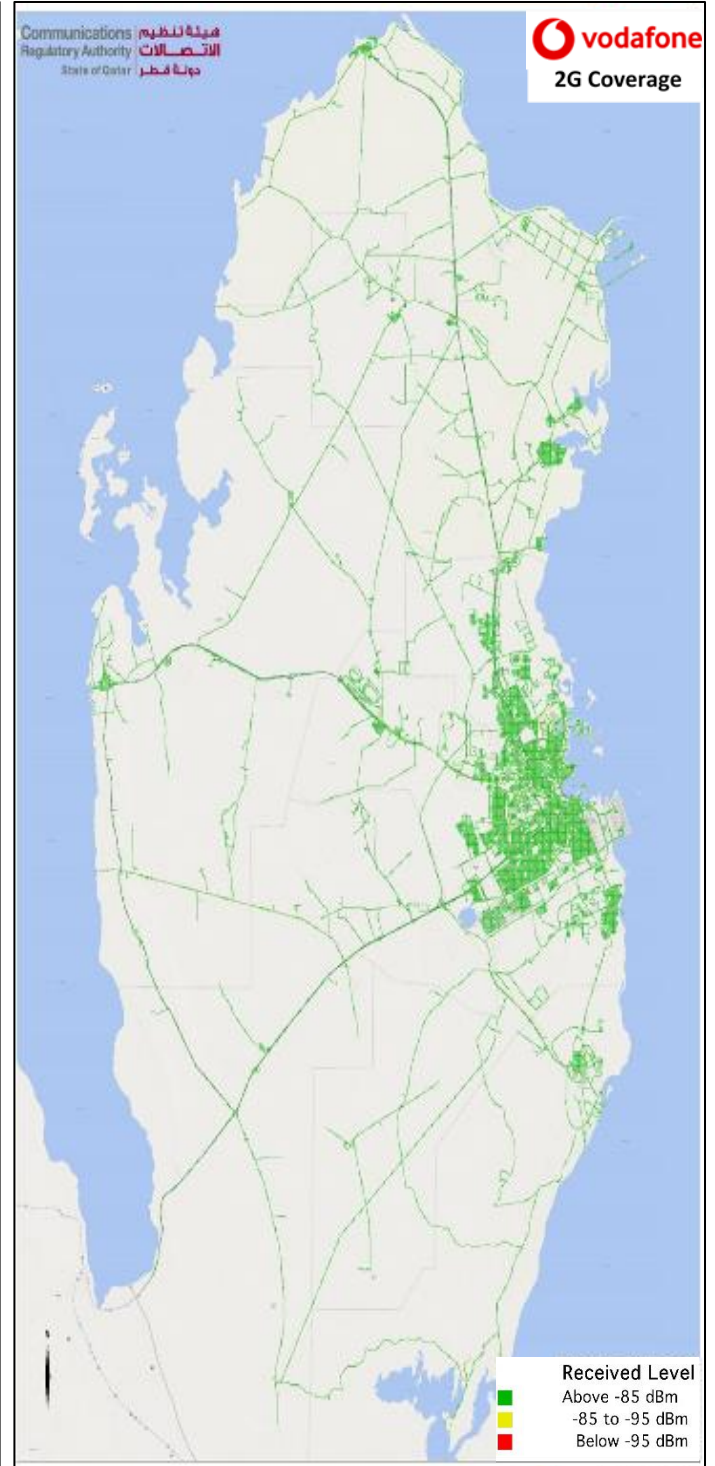 Communications
Regulatory Authority
State of Qatar
هيئة تنظيم
الاتصالات
دولة قطر
vodafone
2G Coverage
Received Level
Above -85 dBm
-85 to -95 dBm
Below -95 dBm